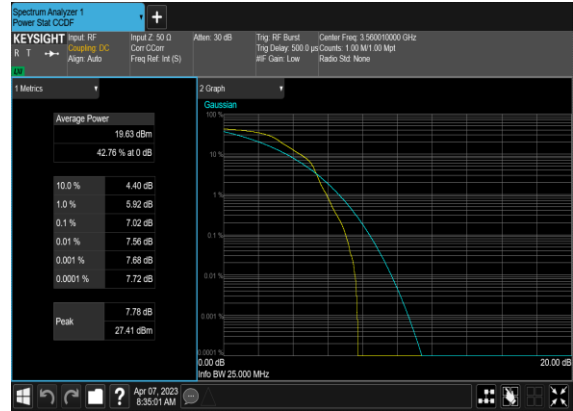 Spectrum Analyzer 1
Power Stat CCDF
KEYSIGHT
R T
LM
Input: RF
Coupling: DC
Align: Auto
Input Z: 50 Ω
Corr CCorr
Freq Ref: Int (S)
Atten: 30 dB
Trig: RF Burst
Trig Delay: 500.0 µs
#IF Gain: Low
Center Freq: 3.560010000 GHz
Counts: 1.00 M/1.00 Mpt
Radio Std: None
1 Metrics
Average Power
19.63 dBm
42.76 % at 0 dB
10.0 % 4.40 dB
1.0 % 5.92 dB
0.1 % 7.02 dB
0.01 % 7.56 dB
0.001 % 7.68 dB
0.0001 % 7.72 dB
Peak
7.78 dB
27.41 dBm
2 Graph
Gaussian
100 %
10 %
1 %
0.1 %
0.01 %
0.001 %
0.0001 %
0.00 dB 20.00 dB
Info BW 25.000 MHz
?
Apr 07, 2023
8:35:01 AM